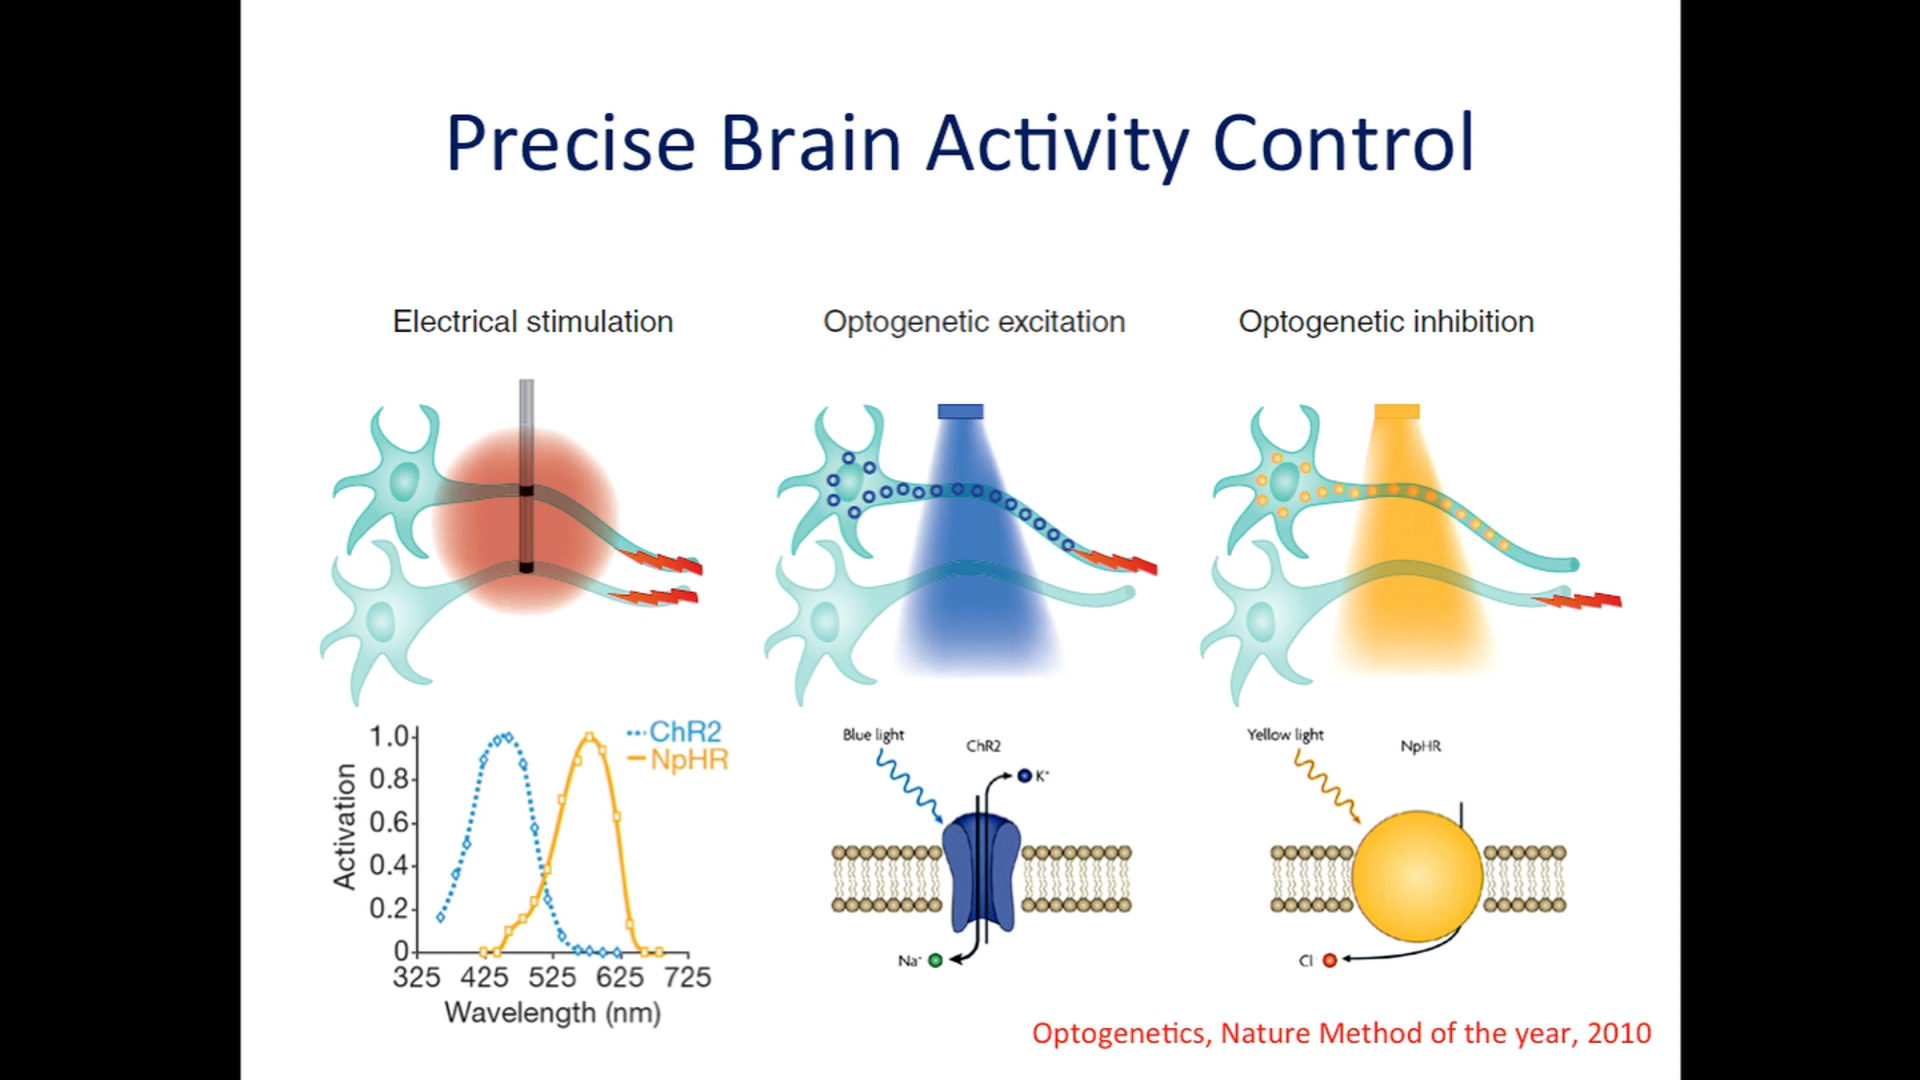 Precise Brain Activity Control
Electrical stimulation
Optogenetic excitation
Optogenetic inhibition
ChR2
NpHR
1.0
0.8
0.6
0.4
0.2
0
Activation
325 425 525 625 725
Wavelength (nm)
Blue light
ChR2
K+
Na+
Yellow light
NpHR
Cl
Optogenetics, Nature Method of the year, 2010